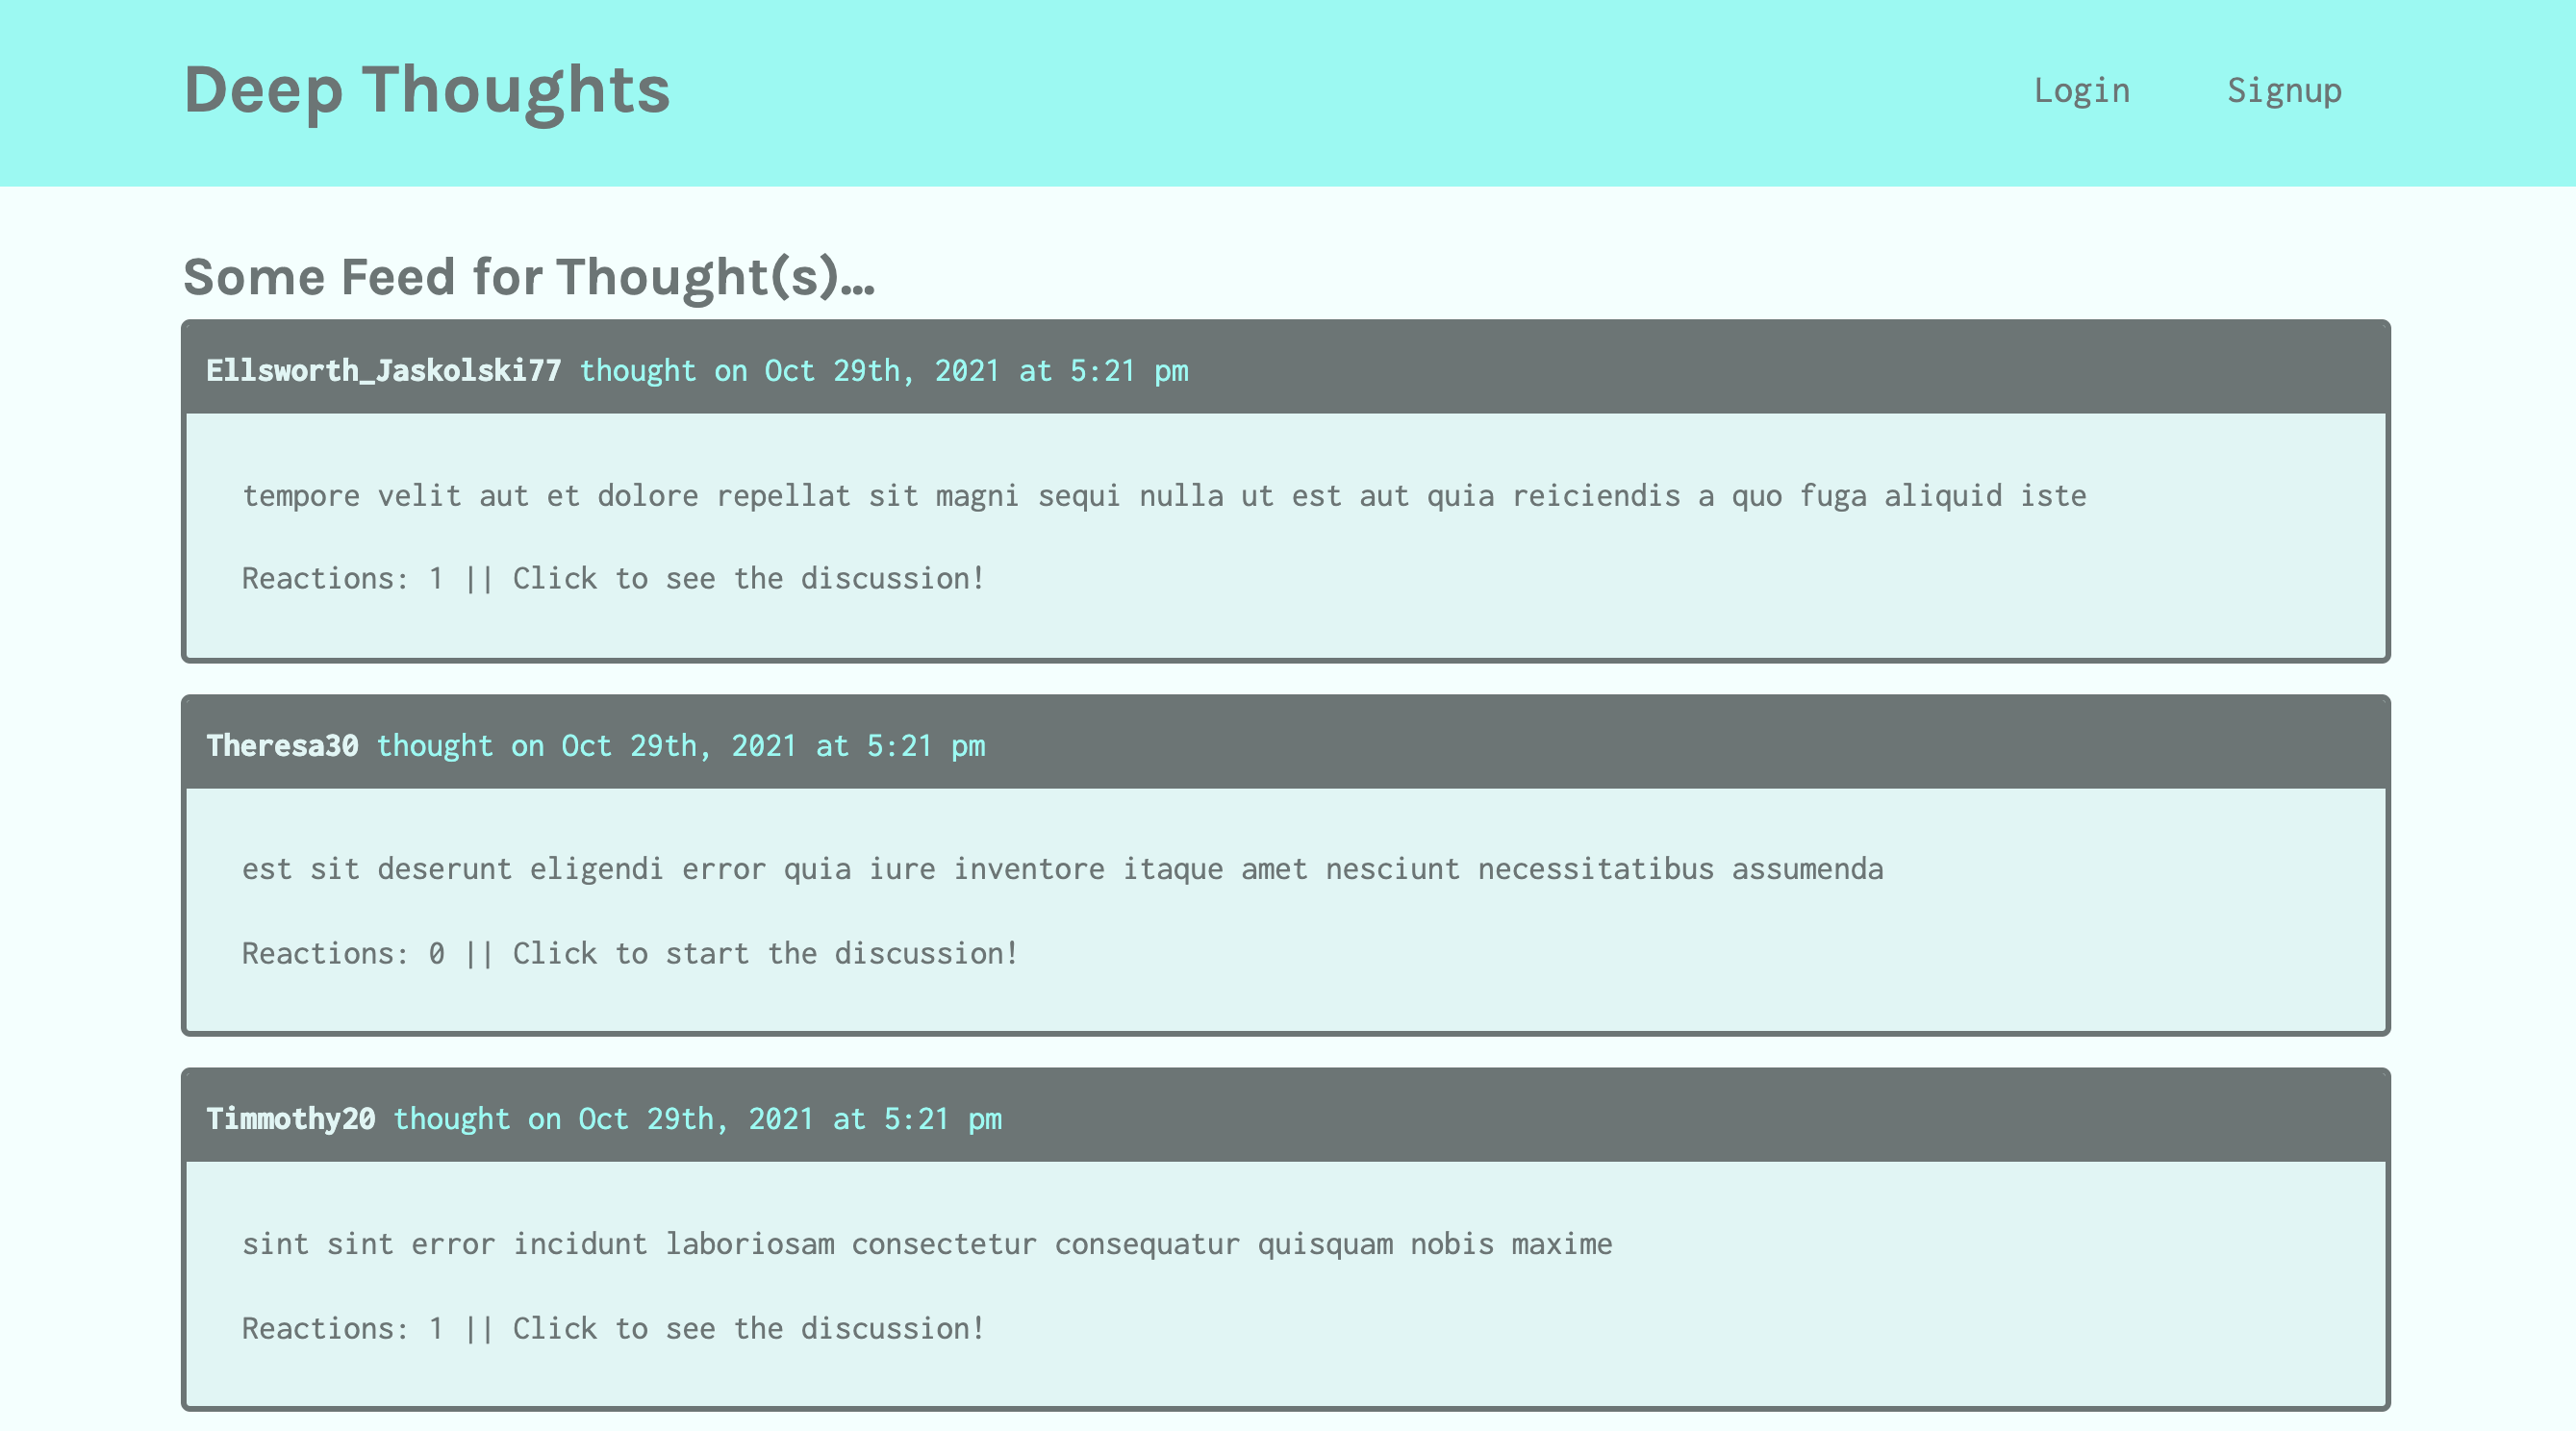 Deep Thoughts
Login Signup
Some Feed for Thought(s)...
Ellsworth_Jaskolski77 thought on Oct 29th, 2021 at 5:21 pm
tempore velit aut et dolore repellat sit magni sequi nulla ut est aut quia reiciendis a quo fuga aliquid iste
Reactions: 1 || Click to see the discussion!
Theresa30 thought on Oct 29th, 2021 at 5:21 pm
est sit deserunt eligendi error quia iure inventore itaque amet nesciunt necessitatibus assumenda
Reactions: 0 || Click to start the discussion!
Timmothy20 thought on Oct 29th, 2021 at 5:21 pm
sint sint error incidunt laboriosam consectetur consequatur quisquam nobis maxime
Reactions: 1 || Click to see the discussion!